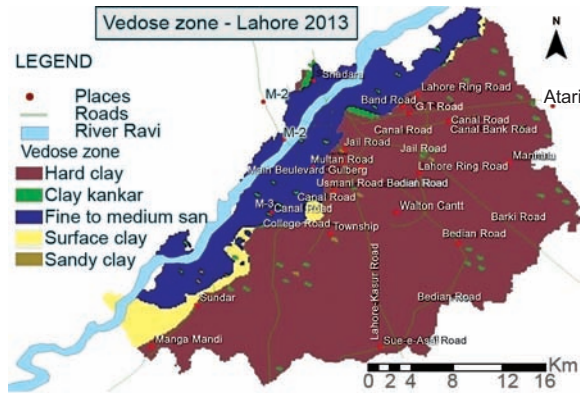 Vedose zone - Lahore 2013
N
LEGEND
Places
Roads
River Ravi
Vedose zone
Hard clay
Clay kankar
Fine to medium san
Surface clay
Sandy clay
Shadara
M-2
Lahore Ring Road
Band Road
G.T Road
Atari
Canal Road
Canal Road
Canal Bank Road
M-2
Jail Road
Jail Road
Multan Road
Manhala
Main Beulevard Gulberg
Lahore Ring Road
Usmani Road
Bedian Road
Canal Road
M-3
Canal Road
Walton Cantt
Barki Road
College Road
Township
Bedian Road
Lahore-Kasur Road
Sundar
Bedian Road
Manga Mandi
Sue-e-Asal Road
Km
0 2 4 8 12 16